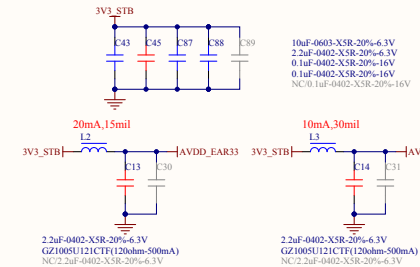 3V3_STB
C43
C45
C87
C88
C89
10uF-0603-X5R-20%-6.3V
2.2uF-0402-X5R-20%-6.3V
0.1uF-0402-X5R-20%-16V
0.1uF-0402-X5R-20%-16V
NC/0.1uF-0402-X5R-20%-16V
20mA,15mil
L2
3V3_STB
AVDD_EAR33
C13
C30
2.2uF-0402-X5R-20%-6.3V
GZ1005U121CTF(120ohm-500mA)
NC/2.2uF-0402-X5R-20%-6.3V
10mA,30mil
L3
3V3_STB
AV
C14
C31
2.2uF-0402-X5R-20%-6.3V
GZ1005U121CTF(120ohm-500mA)
NC/2.2uF-0402-X5R-20%-6.3V